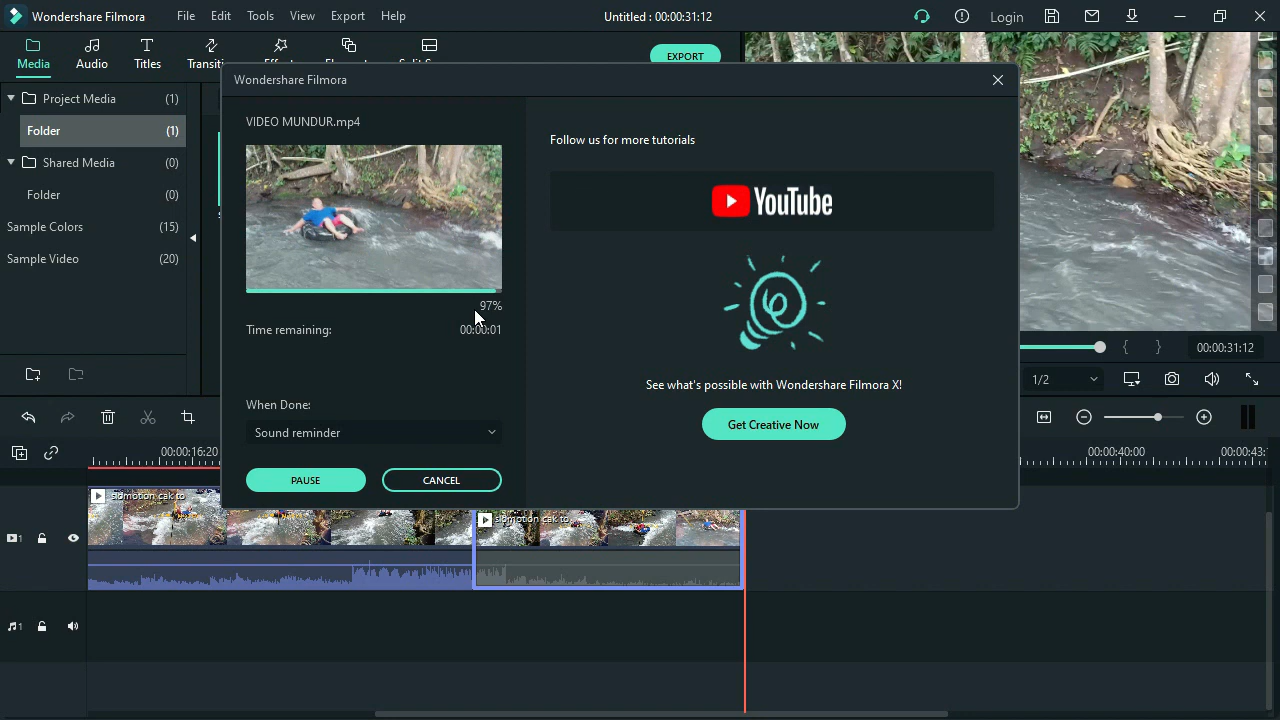 Wondershare Filmora
File
Edit
Tools
View
Export
Help
Untitled : 00:00:31:12
Login
Media
Audio
Titles
EXPORT
Project Media (1)
Folder (1)
Shared Media (0)
Folder (0)
Sample Colors (15)
Sample Video (20)
Wondershare Filmora
VIDEO MUNDUR.mp4
97%
Time remaining: 00:00:01
When Done:
Sound reminder
PAUSE
CANCEL
Follow us for more tutorials
YouTube
See what's possible with Wondershare Filmora X!
Get Creative Now
{ }
00:00:31:12
1/2
00:00:16:20
00:00:40:00
00:00:43:
slomotion cak to
slomotion cak to
1
1